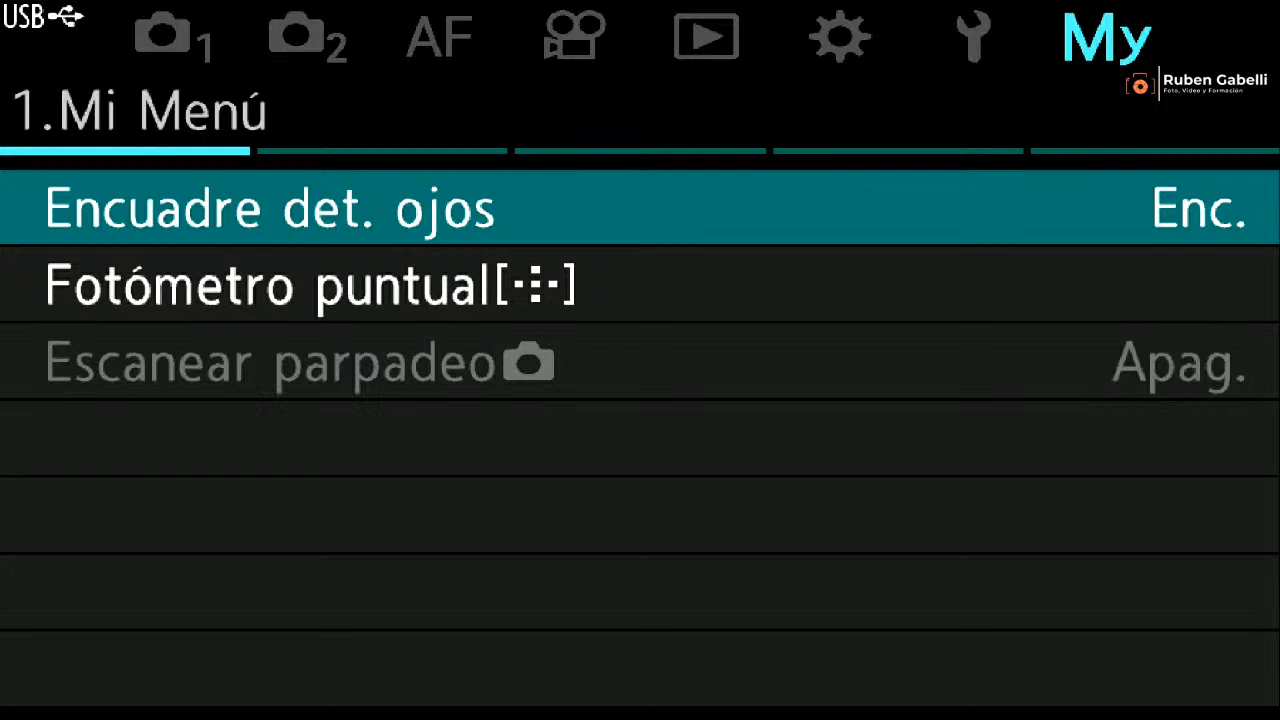 USB
1
2
AF
My
Ruben Gabelli
Foto, Video y Formación
1.Mi Menú
Encuadre det. ojos Enc.
Fotómetro puntual[·⁝·]
Escanear parpadeo Apag.